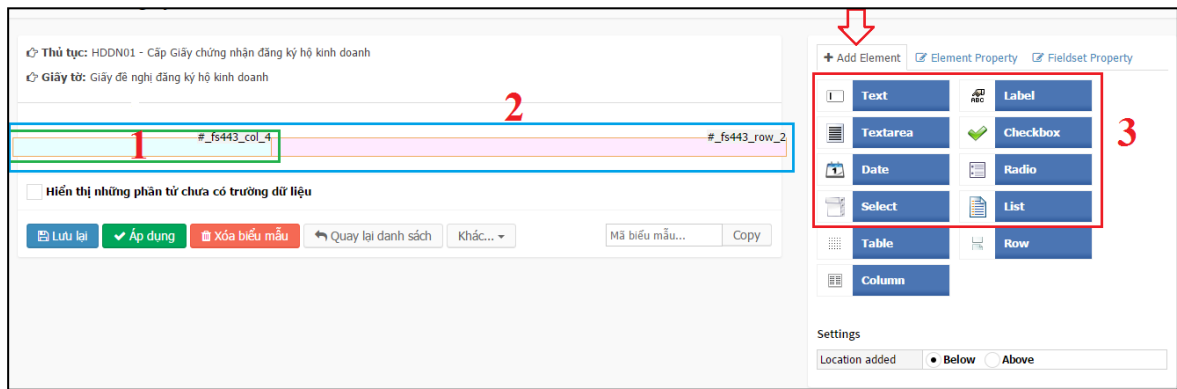 Thủ tục: HDDN01 - Cấp Giấy chứng nhận đăng ký hộ kinh doanh
Giấy tờ: Giấy đề nghị đăng ký hộ kinh doanh
2
1
#_fs443_col_4
#_fs443_row_2
Hiển thị những phần tử chưa có trường dữ liệu
Lưu lại
Áp dụng
Xóa biểu mẫu
Quay lại danh sách
Khác...
Mã biểu mẫu...
Copy
Add Element
Element Property
Fieldset Property
Text
ABC
Label
Textarea
Checkbox
3
Date
Radio
Select
List
Table
Row
Column
Settings
Location added
Below
Above